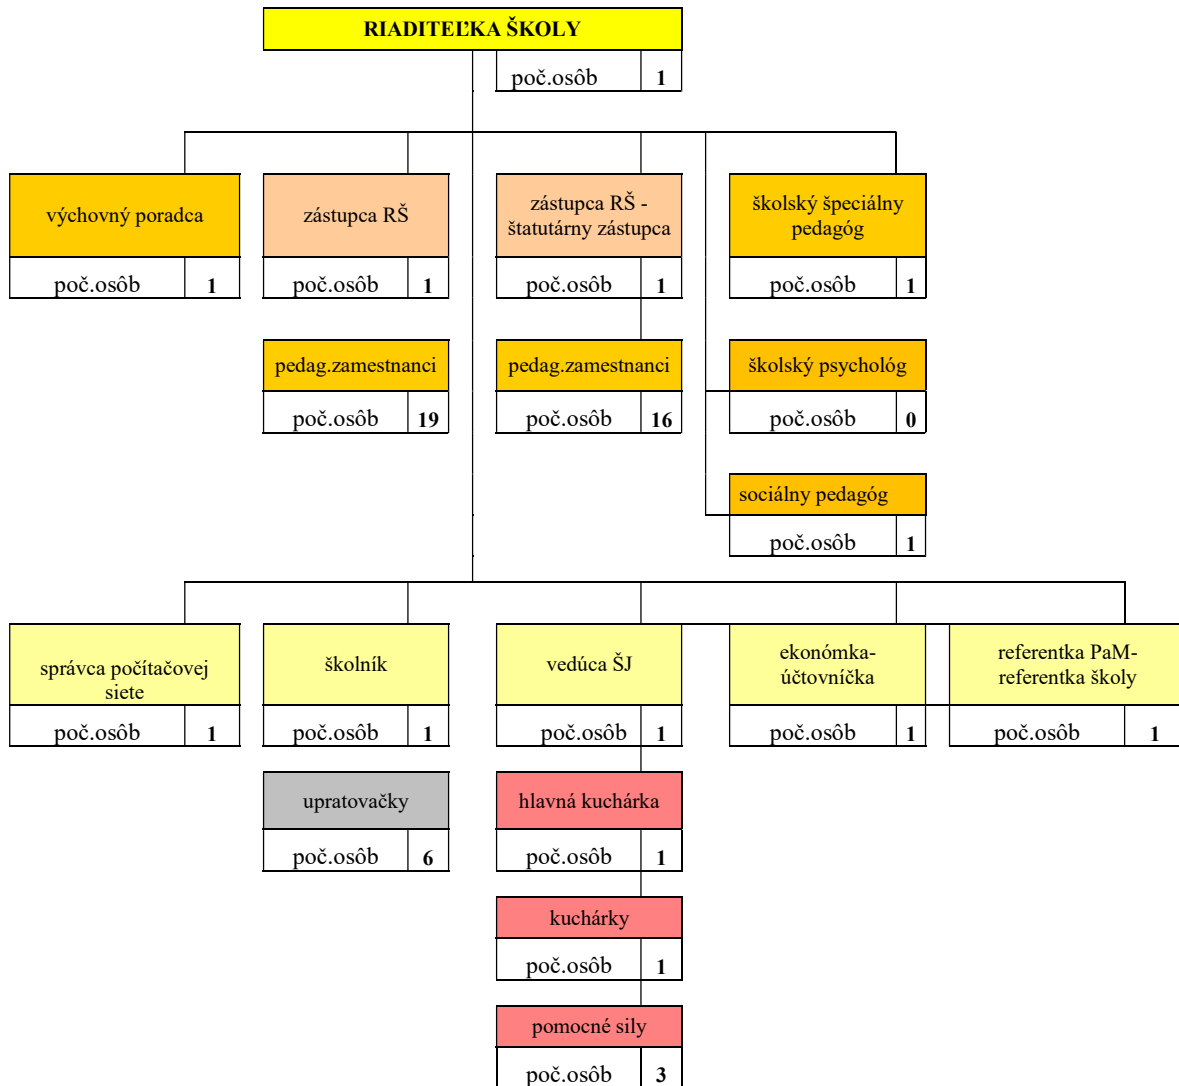 RIADITEĽKA ŠKOLY
poč.osôb 1
výchovný poradca
poč.osôb 1
zástupca RŠ
poč.osôb 1
zástupca RŠ -
štatutárny zástupca
poč.osôb 1
školský špeciálny
pedagóg
poč.osôb 1
pedag.zamestnanci
poč.osôb 19
pedag.zamestnanci
poč.osôb 16
školský psychológ
poč.osôb 0
sociálny pedagóg
poč.osôb 1
správca počítačovej
siete
poč.osôb 1
školník
poč.osôb 1
vedúca ŠJ
poč.osôb 1
ekonómka-
účtovníčka
poč.osôb 1
referentka PaM-
referentka školy
poč.osôb 1
upratovačky
poč.osôb 6
hlavná kuchárka
poč.osôb 1
kuchárky
poč.osôb 1
pomocné sily
poč.osôb 3